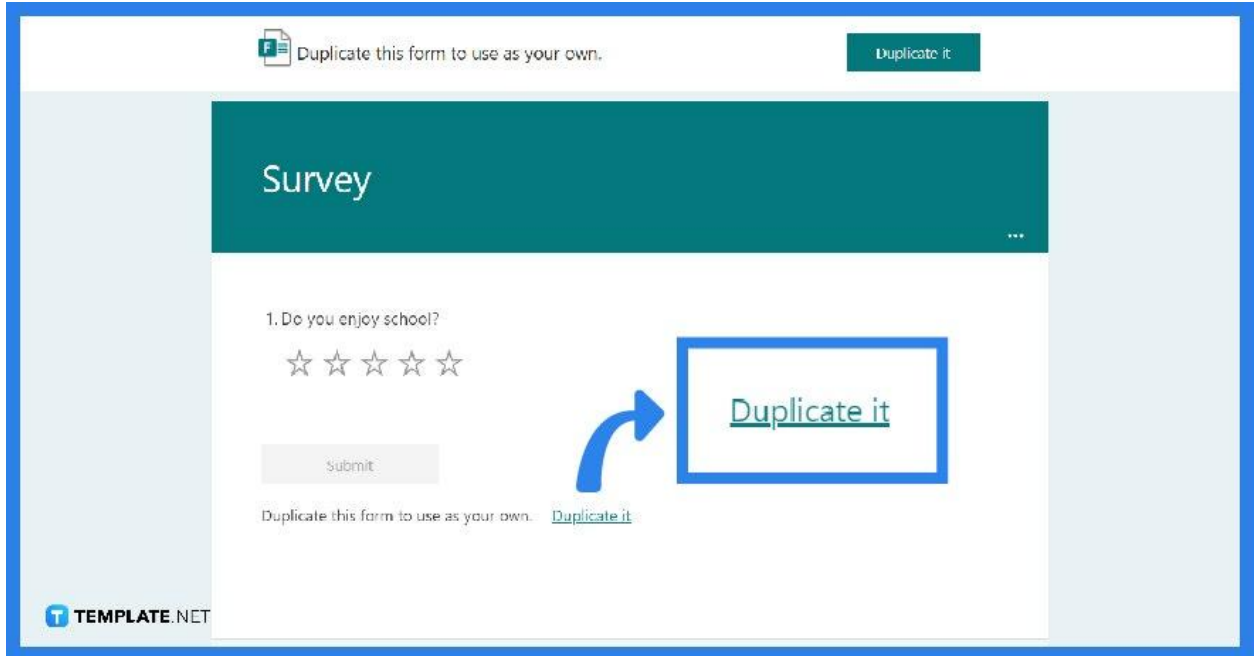 Duplicate this form to use as your own.
Duplicate it
Survey
...
1. Do you enjoy school?
Duplicate it
Submit
Duplicate this form to use as your own. Duplicate it
TEMPLATE.NET